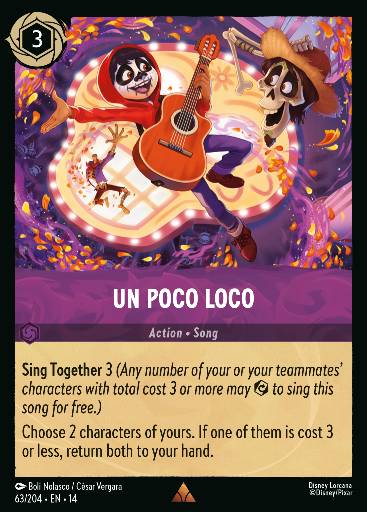 3
UN POCO LOCO
Action • Song
Sing Together 3 (Any number of your or your teammates'
characters with total cost 3 or more may to sing this
song for free.)
Choose 2 characters of yours. If one of them is cost 3
or less, return both to your hand.
Boli Nolasco / César Vergara
63/204 • EN • 14
Disney Lorcana
©Disney/Pixar